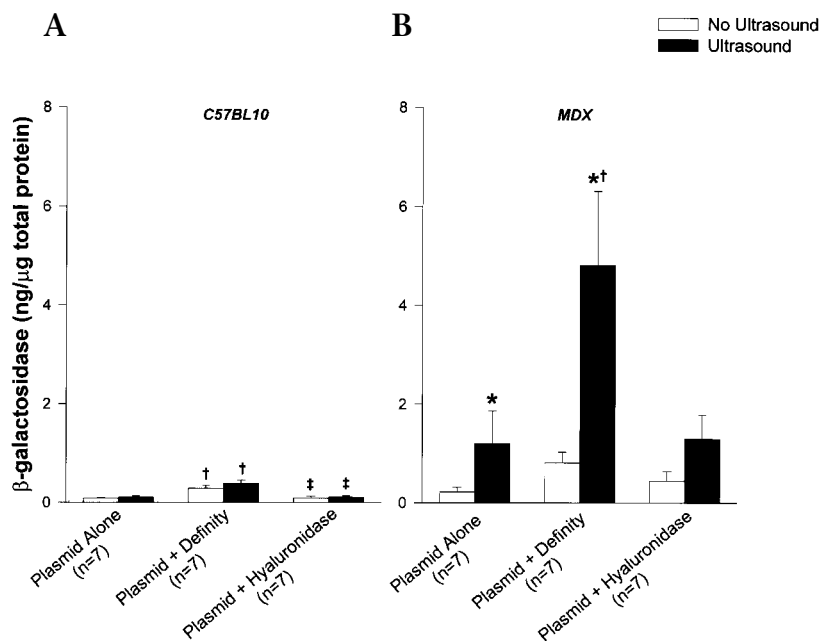 A
B
No Ultrasound
Ultrasound
β-galactosidase (ng/μg total protein)
C57BL10
8
6
4
2
0
†
†
‡
‡
Plasmid Alone
(n=7)
Plasmid + Definity
(n=7)
Plasmid + Hyaluronidase
(n=7)
MDX
8
6
4
2
0
*
*†
Plasmid Alone
(n=7)
Plasmid + Definity
(n=7)
Plasmid + Hyaluronidase
(n=7)